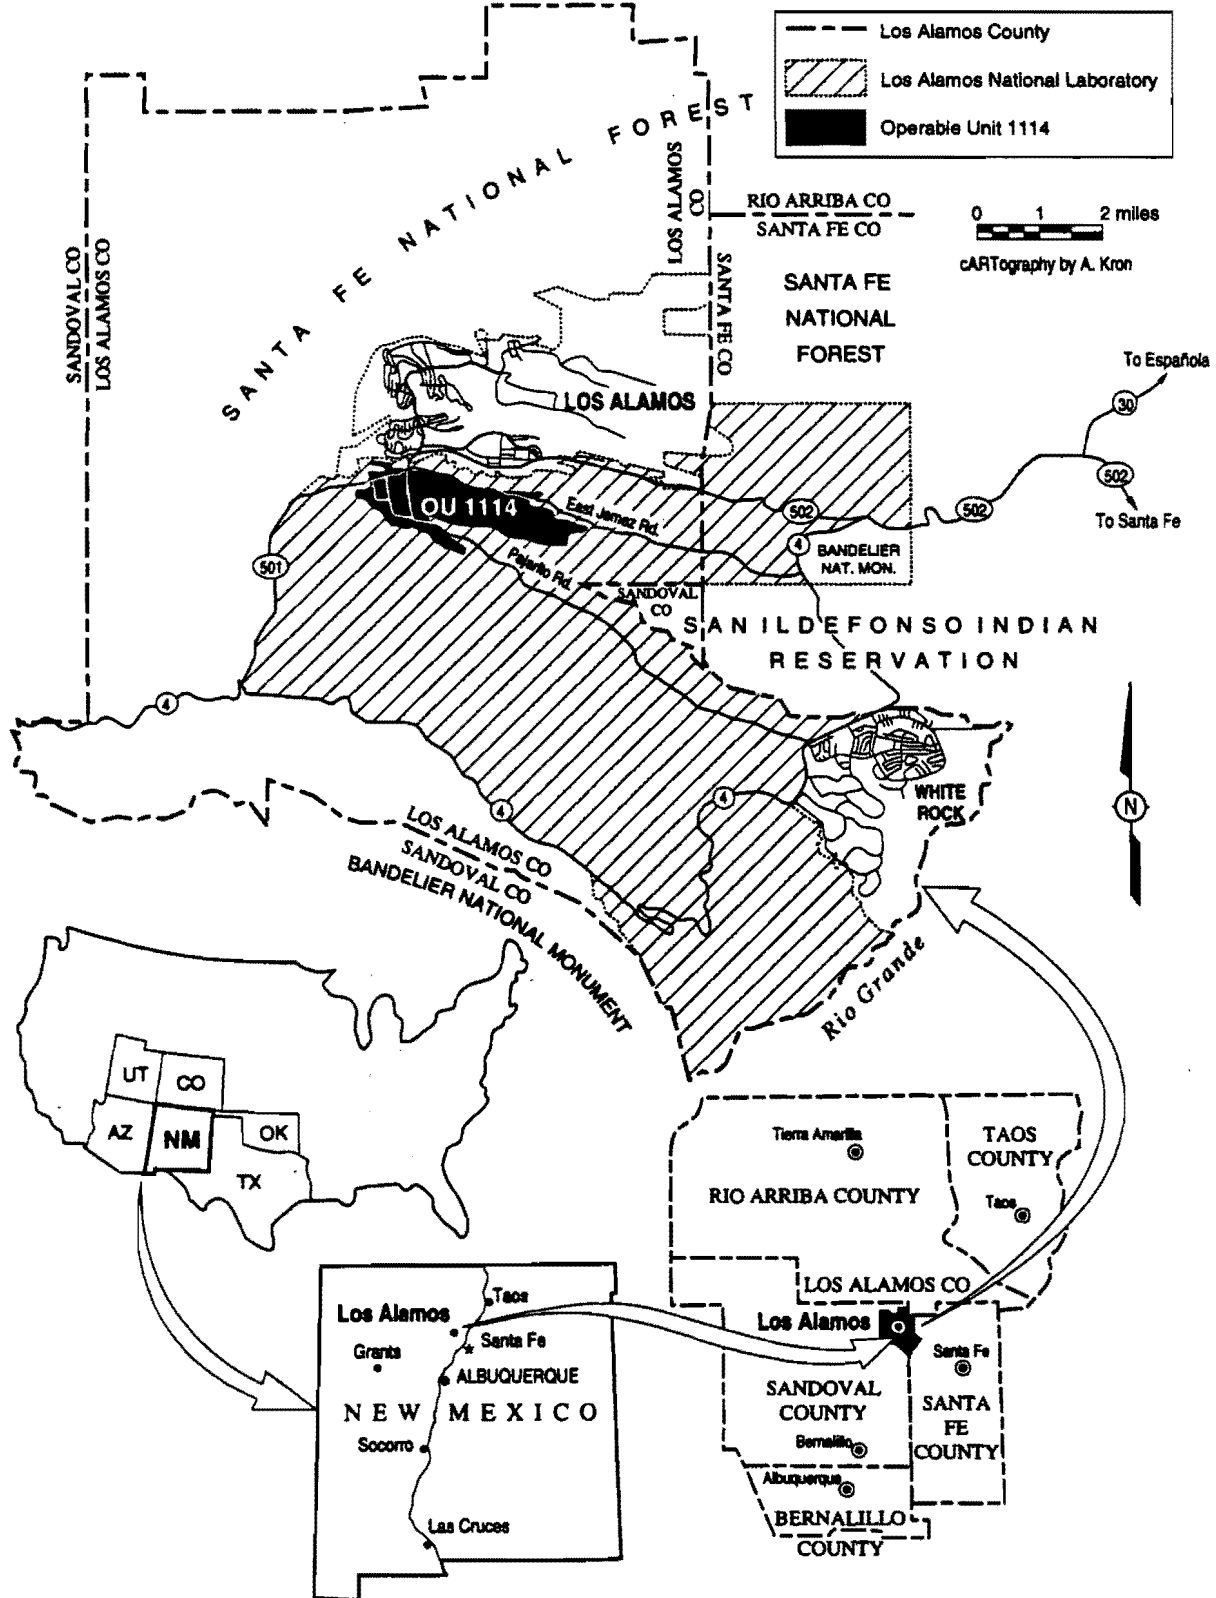 Los Alamos County
Los Alamos National Laboratory
Operable Unit 1114
SANTA FE NATIONAL FOREST
LOS ALAMOS
CO
RIO ARRIBA CO
SANTA FE CO
0 1 2 miles
cARTography by A. Kron
SANDOVAL CO
LOS ALAMOS CO
SANTA FE CO
SANTA FE
NATIONAL
FOREST
To Española
30
LOS ALAMOS
502
To Santa Fe
OU 1114
East Jemez Rd.
502
502
4
BANDELIER
NAT. MON.
501
Pajarito Rd.
SANDOVAL
CO
SAN ILDEFONSO INDIAN
RESERVATION
4
WHITE
ROCK
4
4
N
LOS ALAMOS CO
SANDOVAL CO
BANDELIER NATIONAL MONUMENT
Rio Grande
UT
CO
AZ
NM
OK
TX
Tierra Amarilla
TAOS
COUNTY
RIO ARRIBA COUNTY
Taos
LOS ALAMOS CO
Los Alamos
Santa Fe
SANDOVAL
COUNTY
SANTA
FE
COUNTY
Bernalillo
Albuquerque
BERNALILLO
COUNTY
Taos
Los Alamos
Santa Fe
Grants
ALBUQUERQUE
NEW MEXICO
Socorro
Las Cruces